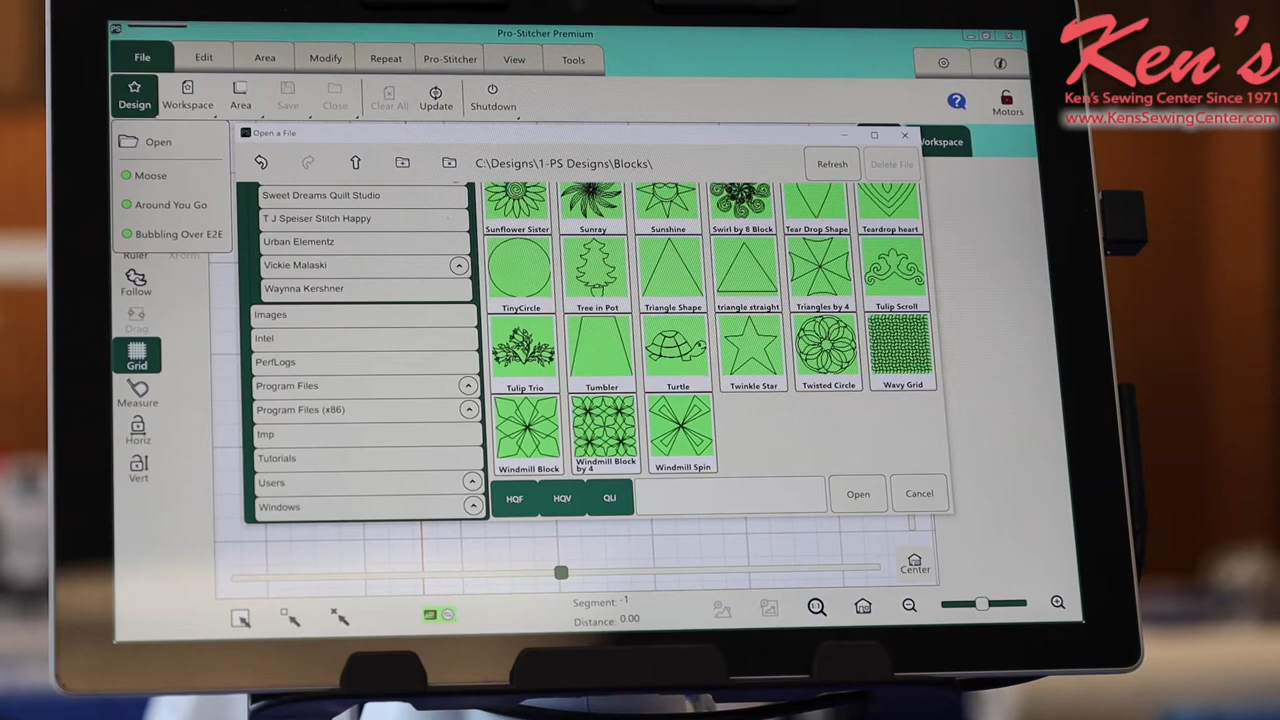 Ken's
Ken's Sewing Center Since 1971
www.KensSewingCenter.com
PS
Pro-Stitcher Premium
File Edit Area Modify Repeat Pro-Stitcher View Tools
Design Workspace Area Save Close Clear All Update Shutdown Motors
Open
Moose
Around You Go
Bubbling Over E2E
Ruler XForm
Follow
Drag
Grid
Measure
Horiz
Vert
PS Open a File
Workspace
C:\Designs\1-PS Designs\Blocks\
Refresh Delete File
Sweet Dreams Quilt Studio
T J Speiser Stitch Happy
Urban Elementz
Vickie Malaski
Waynna Kershner
Images
Intel
PerfLogs
Program Files
Program Files (x86)
tmp
Tutorials
Users
Windows
Sunflower Sister Sunray Sunshine Swirl by 8 Block Tear Drop Shape Teardrop heart
TinyCircle Tree in Pot Triangle Shape triangle straight Triangles by 4 Tulip Scroll
Tulip Trio Tumbler Turtle Twinkle Star Twisted Circle Wavy Grid
Windmill Block Windmill Block by 4 Windmill Spin
HQF HQV QLI
Open Cancel
Center
Segment: -1
Distance: 0.00
1:1